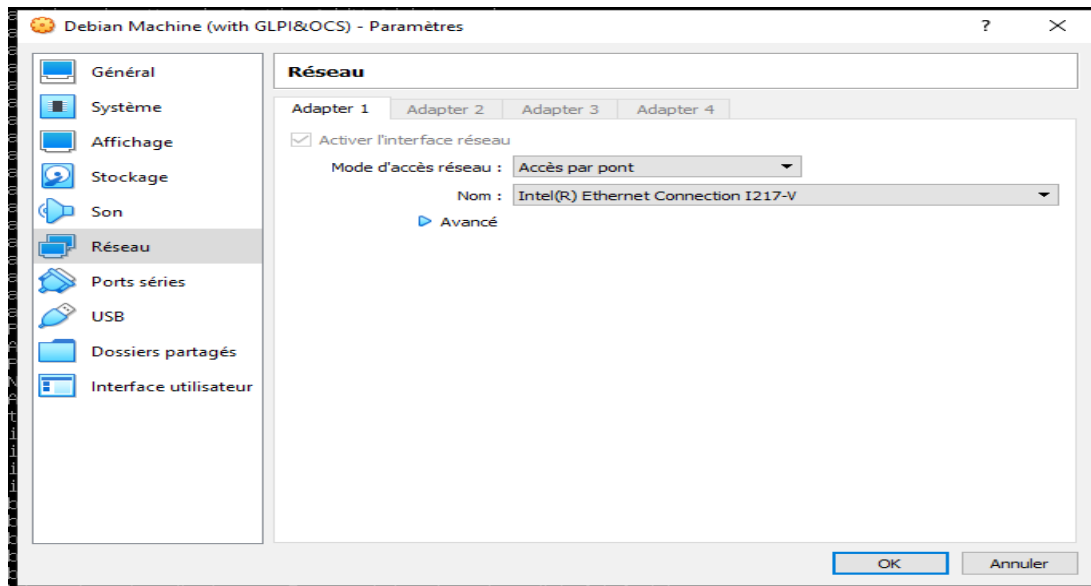 Debian Machine (with GLPI&OCS) - Paramètres ?
Général
Système
Affichage
Stockage
Son
Réseau
Ports séries
USB
Dossiers partagés
Interface utilisateur
Réseau
Adapter 1 Adapter 2 Adapter 3 Adapter 4
Activer l'interface réseau
Mode d'accès réseau : Accès par pont
Nom : Intel(R) Ethernet Connection I217-V
Avancé
OK Annuler